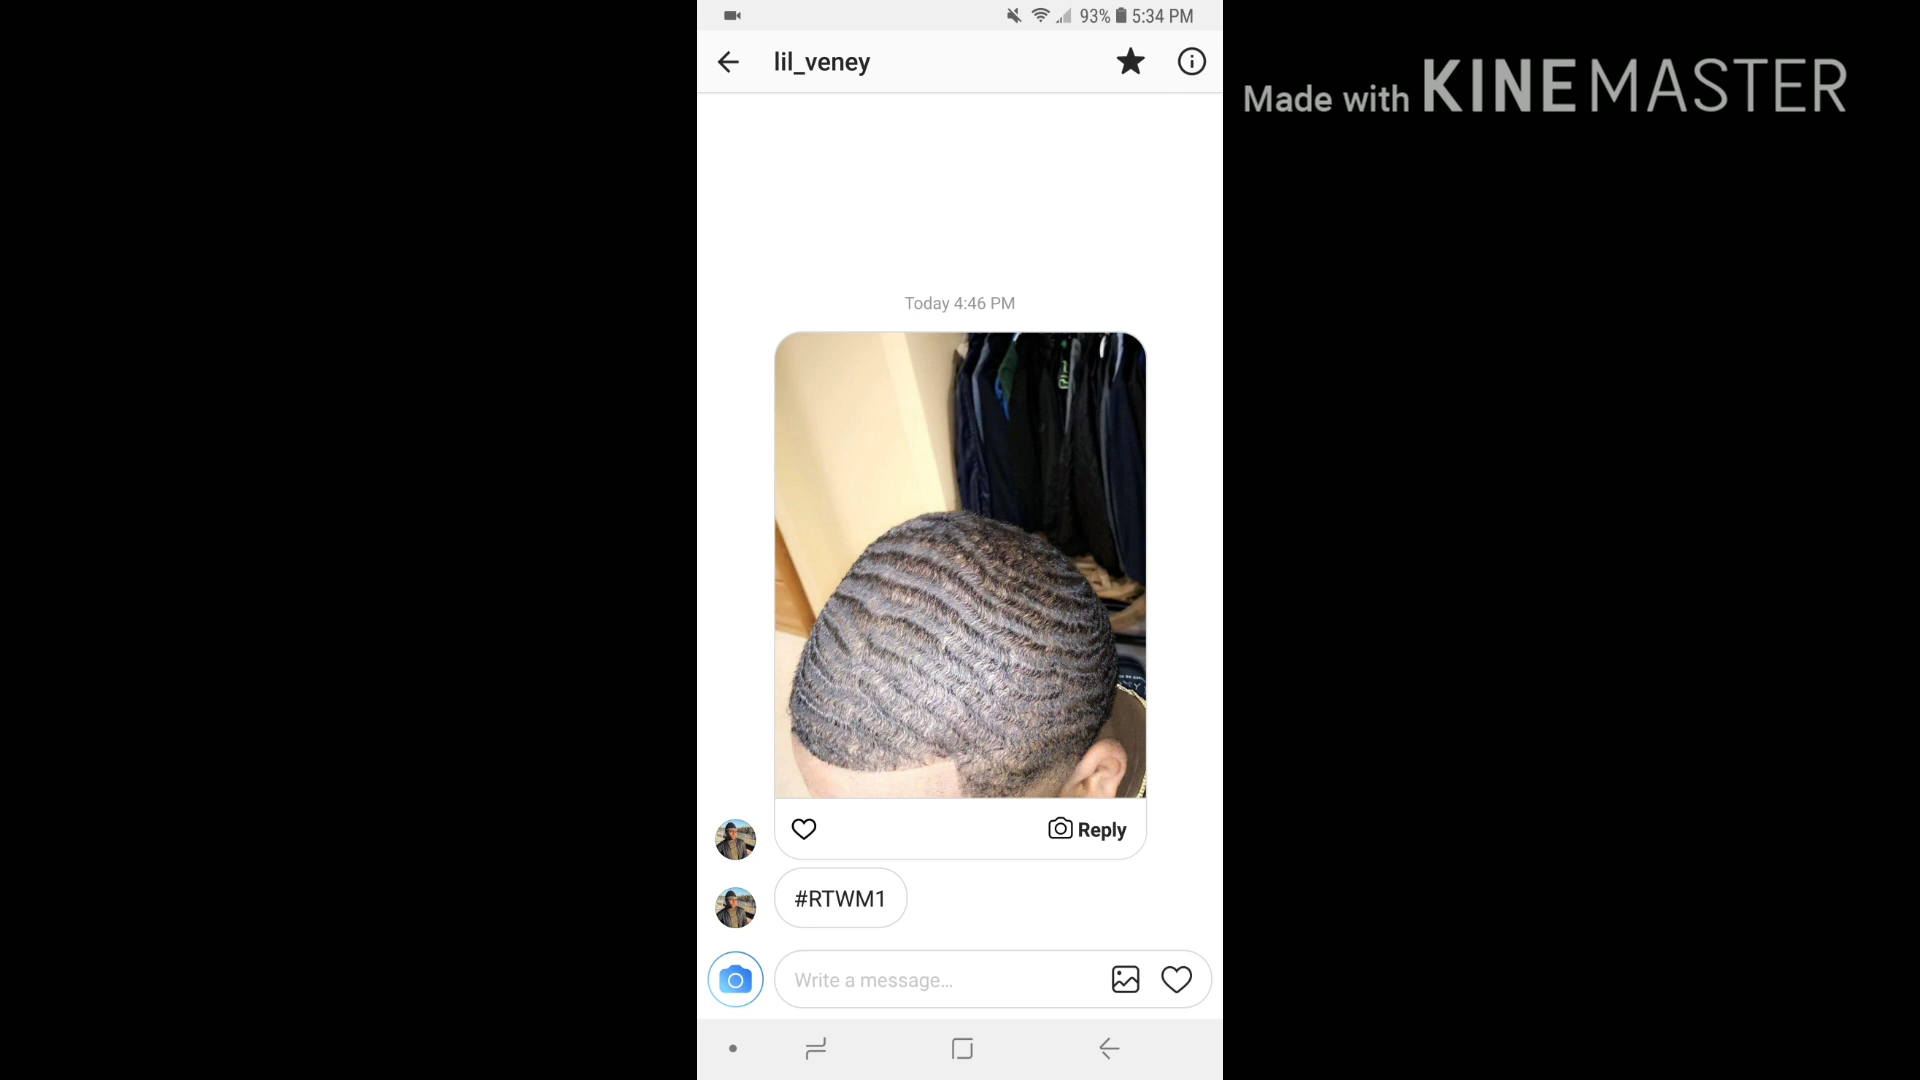 93% 5:34 PM
lil_veney
Made with KINEMASTER
Today 4:46 PM
Reply
#RTWM1
Write a message...